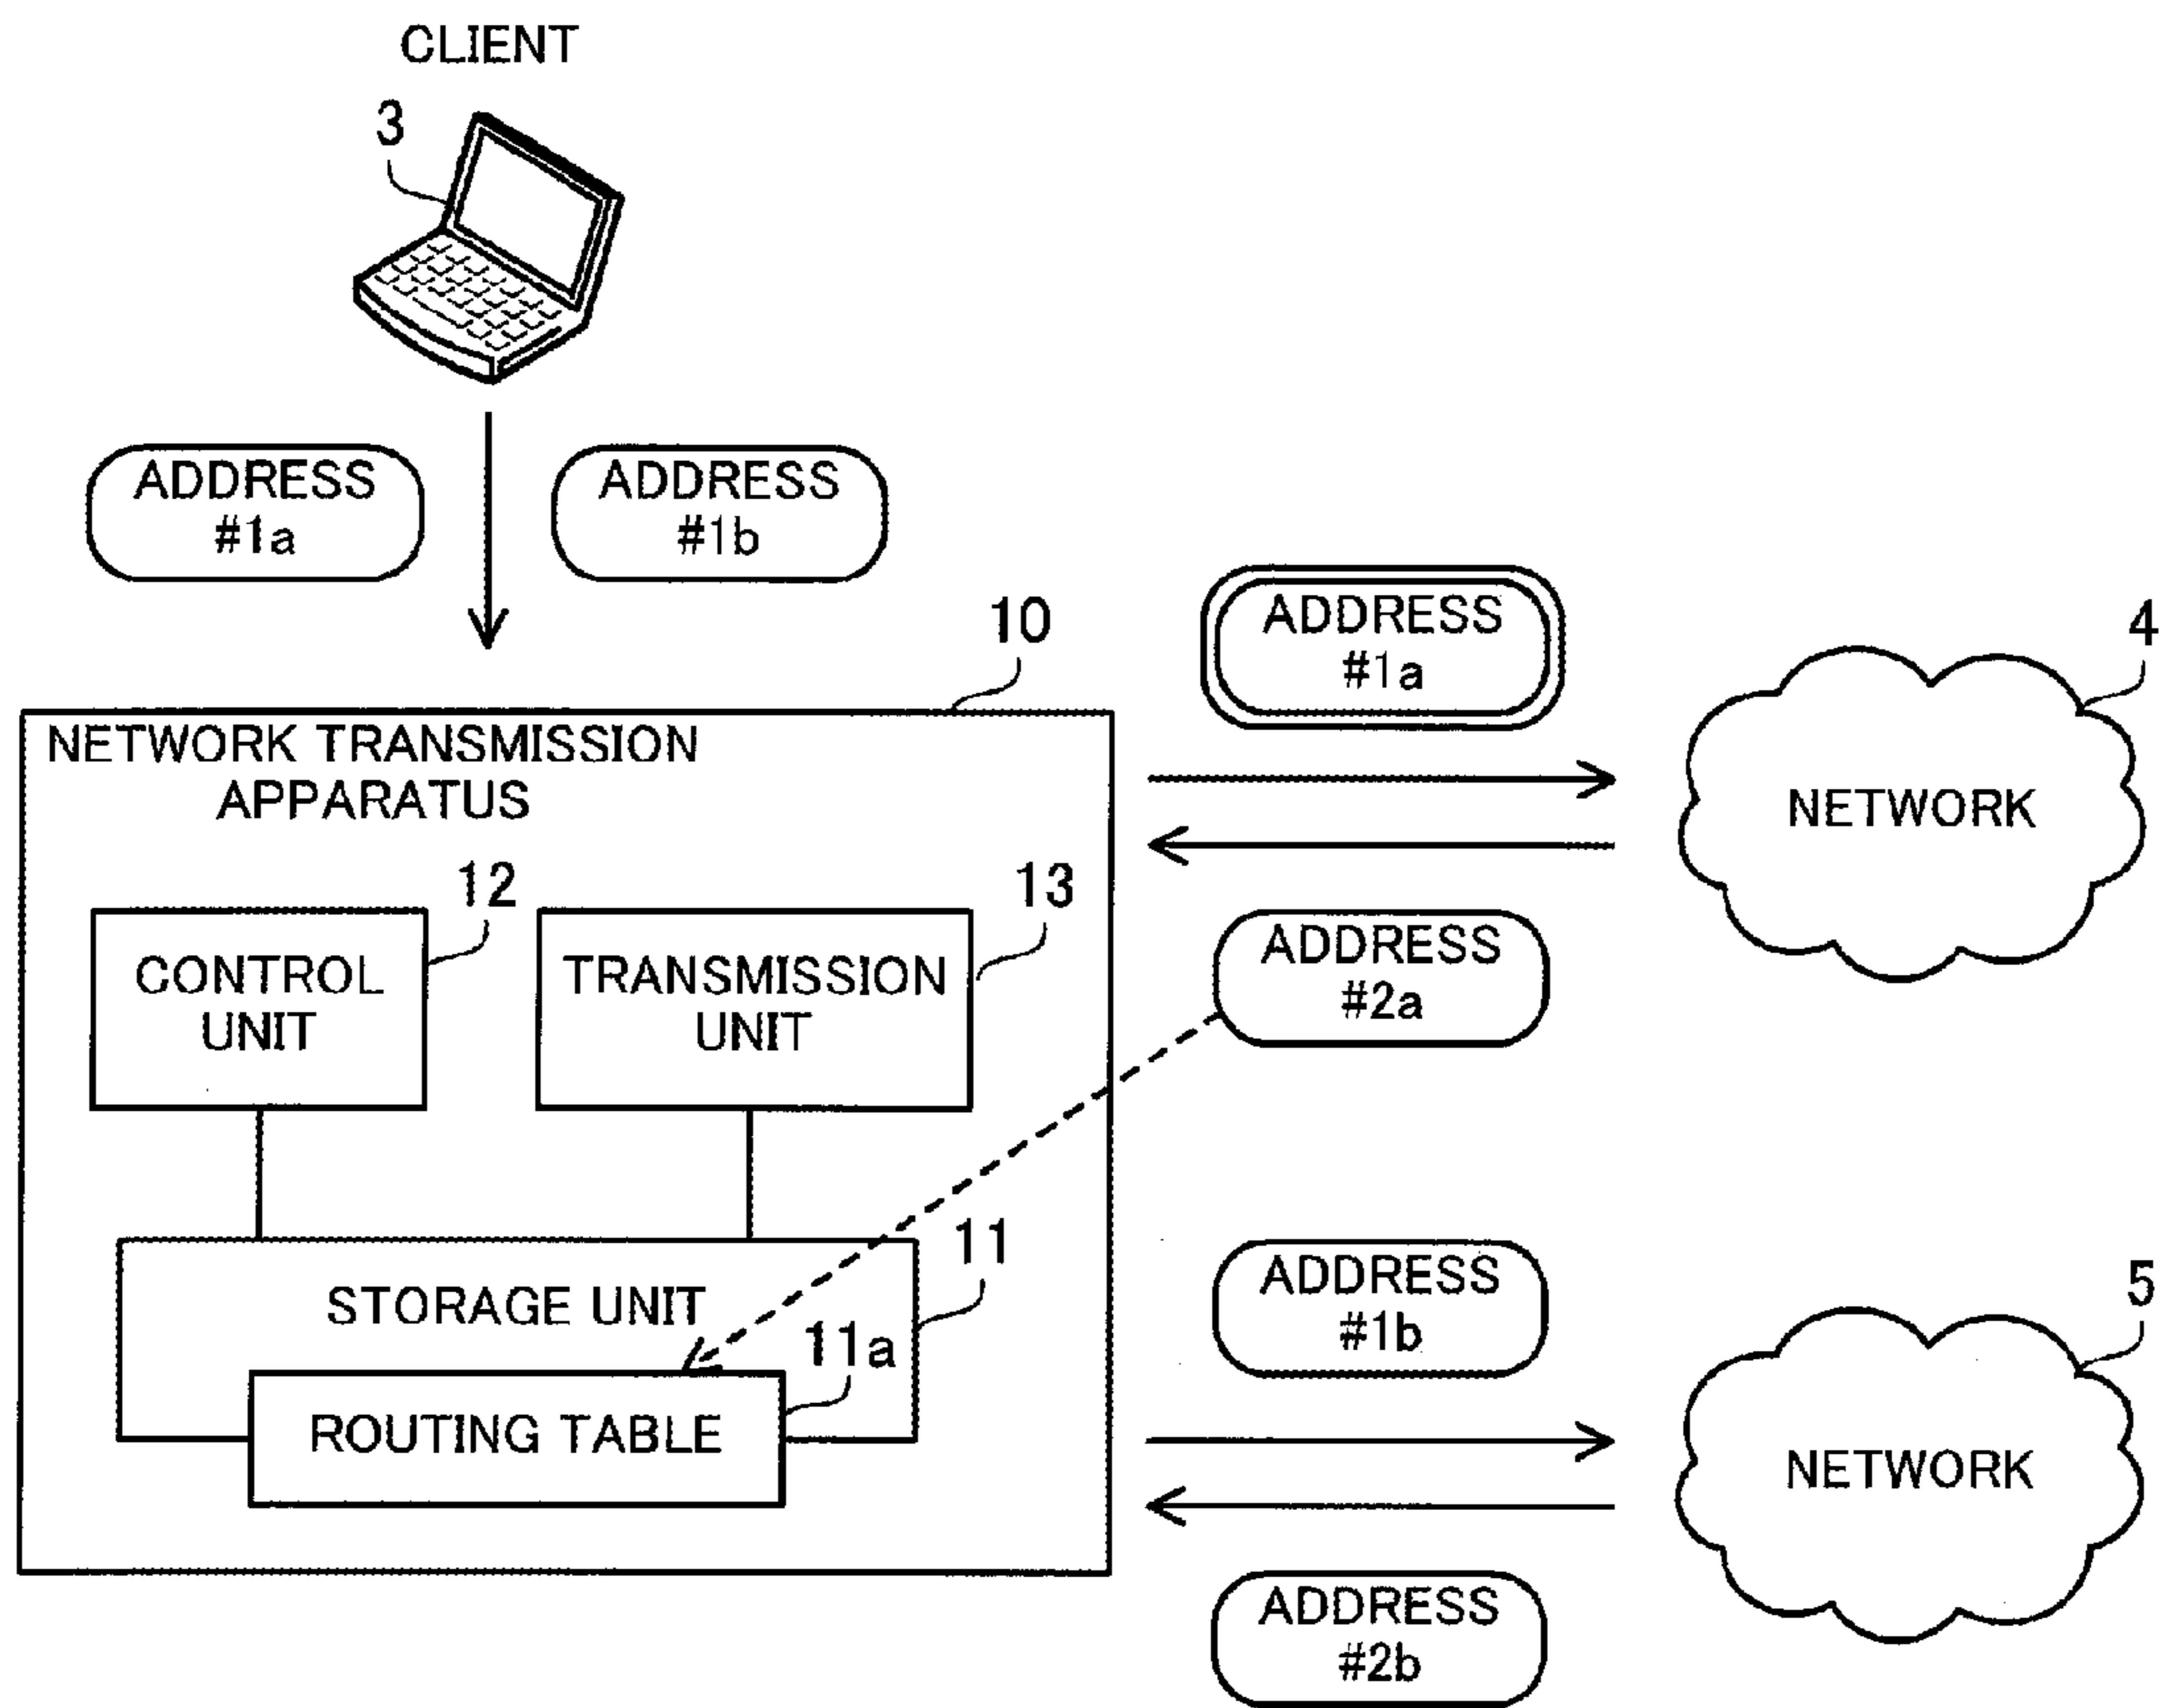 CLIENT
3
ADDRESS
#1a
ADDRESS
#1b
10
ADDRESS
#1a
4
NETWORK TRANSMISSION
APPARATUS
NETWORK
12
13
CONTROL
UNIT
TRANSMISSION
UNIT
ADDRESS
#2a
11
STORAGE UNIT
11a
ROUTING TABLE
ADDRESS
#1b
5
NETWORK
ADDRESS
#2b